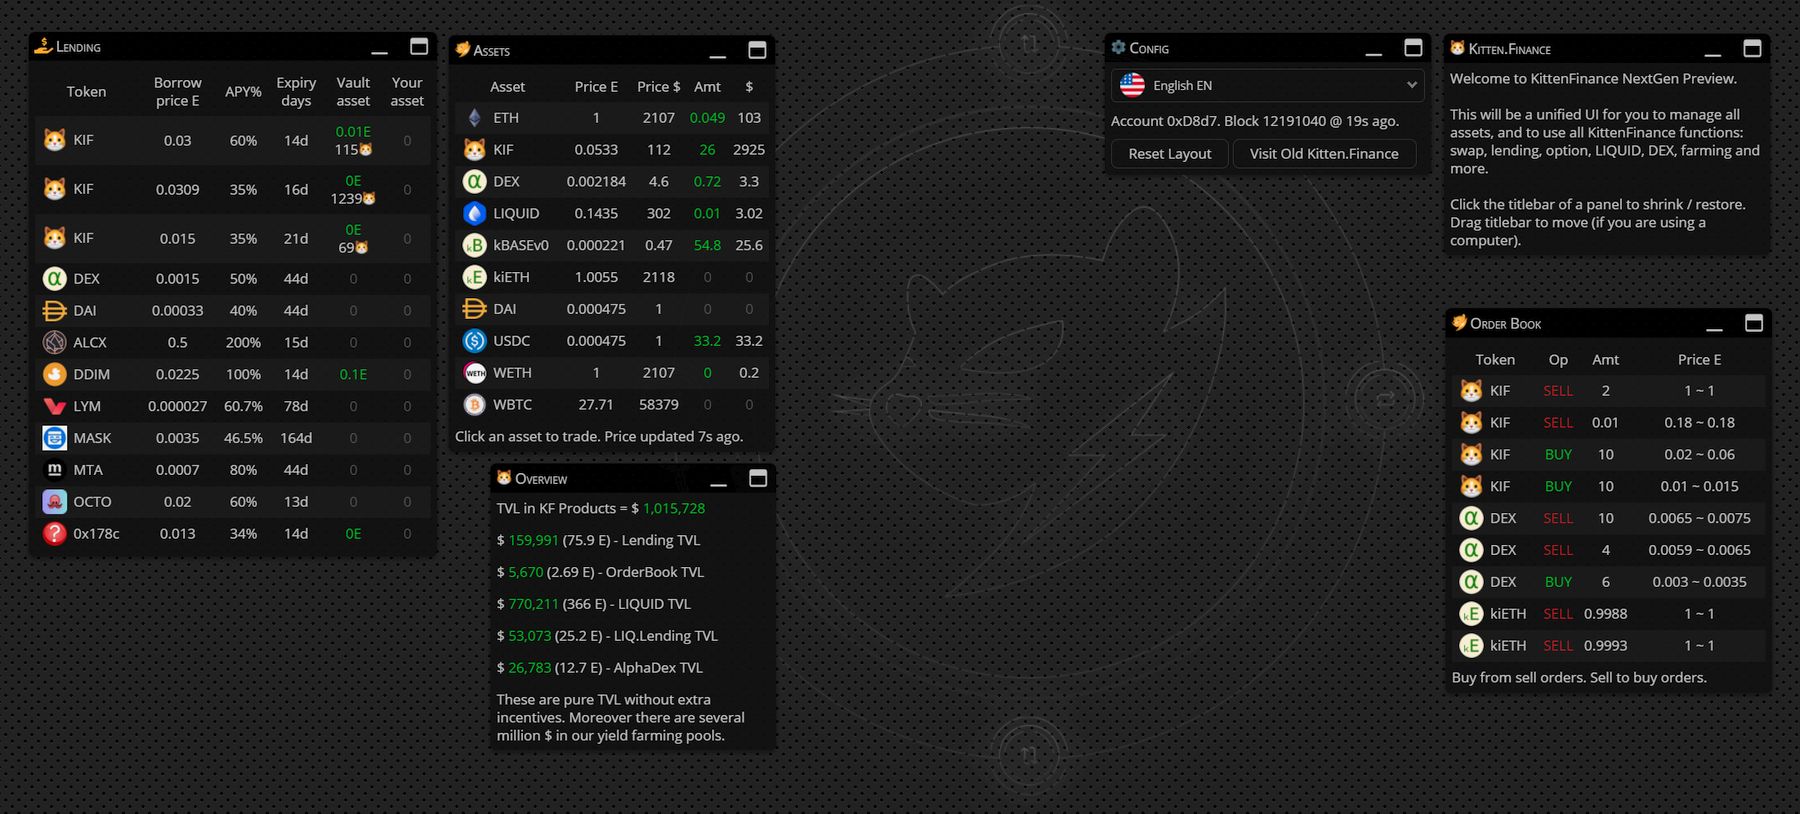 Lending
Token Borrow price E APY% Expiry days Vault asset Your asset
KIF 0.03 60% 14d 0.01E 115 0
KIF 0.0309 35% 16d 0E 1239 0
KIF 0.015 35% 21d 0E 69 0
DEX 0.0015 50% 44d 0 0
DAI 0.00033 40% 44d 0 0
ALCX 0.5 200% 15d 0 0
DDIM 0.0225 100% 14d 0.1E 0
LYM 0.000027 60.7% 78d 0 0
MASK 0.0035 46.5% 164d 0 0
m MTA 0.0007 80% 44d 0 0
OCTO 0.02 60% 13d 0 0
? 0x178c 0.013 34% 14d 0E 0
Assets
Asset Price E Price $ Amt $
ETH 1 2107 0.049 103
KIF 0.0533 112 26 2925
α DEX 0.002184 4.6 0.72 3.3
LIQUID 0.1435 302 0.01 3.02
kB kBASEv0 0.000221 0.47 54.8 25.6
kE kiETH 1.0055 2118 0 0
DAI 0.000475 1 0 0
$ USDC 0.000475 1 33.2 33.2
WETH WETH 1 2107 0 0.2
WBTC 27.71 58379 0 0
Click an asset to trade. Price updated 7s ago.
Overview
TVL in KF Products = $ 1,015,728
$ 159,991 (75.9 E) - Lending TVL
$ 5,670 (2.69 E) - OrderBook TVL
$ 770,211 (366 E) - LIQUID TVL
$ 53,073 (25.2 E) - LIQ.Lending TVL
$ 26,783 (12.7 E) - AlphaDex TVL
These are pure TVL without extra
incentives. Moreover there are several
million $ in our yield farming pools.
Config
English EN
Account 0xD8d7. Block 12191040 @ 19s ago.
Reset Layout Visit Old Kitten.Finance
Kitten.Finance
Welcome to KittenFinance NextGen Preview.
This will be a unified UI for you to manage all
assets, and to use all KittenFinance functions:
swap, lending, option, LIQUID, DEX, farming and
more.
Click the titlebar of a panel to shrink / restore.
Drag titlebar to move (if you are using a
computer).
Order Book
Token Op Amt Price E
KIF SELL 2 1 ~ 1
KIF SELL 0.01 0.18 ~ 0.18
KIF BUY 10 0.02 ~ 0.06
KIF BUY 10 0.01 ~ 0.015
α DEX SELL 10 0.0065 ~ 0.0075
α DEX SELL 4 0.0059 ~ 0.0065
α DEX BUY 6 0.003 ~ 0.0035
kE kiETH SELL 0.9988 1 ~ 1
kE kiETH SELL 0.9993 1 ~ 1
Buy from sell orders. Sell to buy orders.